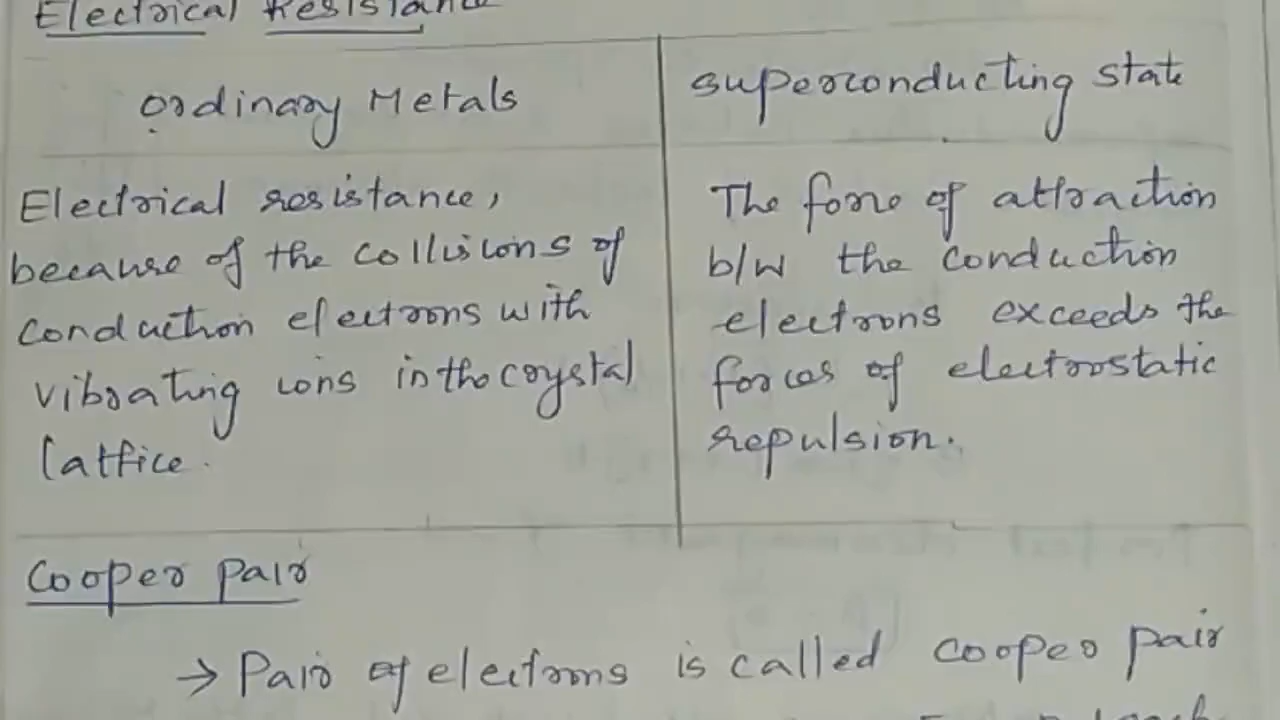 Electrical Resistance
ordinary Metals
superconducting state
Electrical resistance,
because of the collisions of
conduction electrons with
vibrating ions in the crystal
lattice.
The force of attraction
b/w the conduction
electrons exceeds the
forces of electrostatic
repulsion.
Cooper pair
→ Pair of electrons is called cooper pair